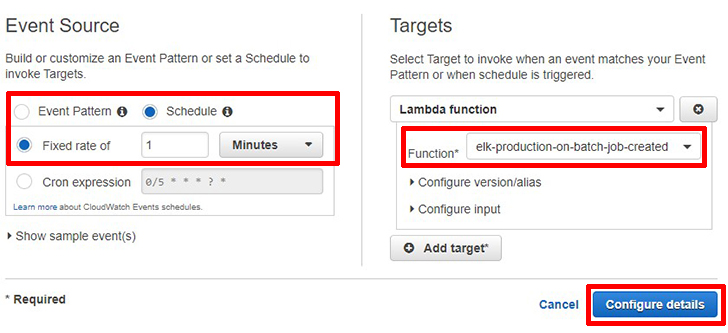 Event Source
Build or customize an Event Pattern or set a Schedule to
invoke Targets.
Event Pattern
Schedule
Fixed rate of
1
Minutes
Cron expression
0/5 * * * ? *
Learn more about CloudWatch Events schedules.
Show sample event(s)
Targets
Select Target to invoke when an event matches your Event
Pattern or when schedule is triggered.
Lambda function
Function*
elk-production-on-batch-job-created
Configure version/alias
Configure input
Add target*
* Required
Cancel
Configure details